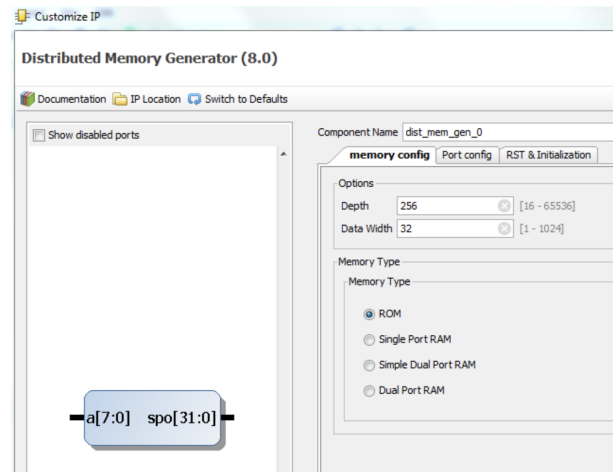 Customize IP
Distributed Memory Generator (8.0)
Documentation IP Location Switch to Defaults
Show disabled ports
a[7:0] spo[31:0]
Component Name dist_mem_gen_0
memory config Port config RST & Initialization
Options
Depth 256 [16 - 65536]
Data Width 32 [1 - 1024]
Memory Type
Memory Type
ROM
Single Port RAM
Simple Dual Port RAM
Dual Port RAM